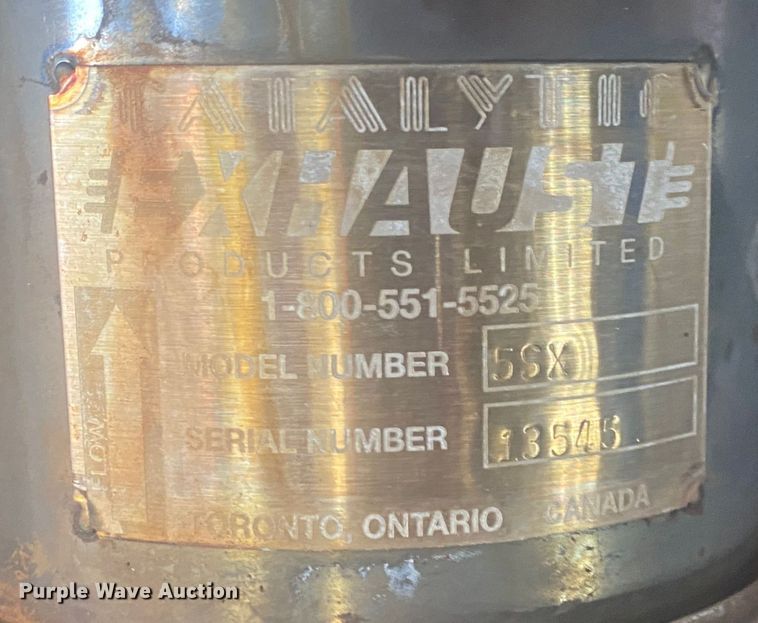 CATALYTIC
EXHAUST
PRODUCTS LIMITED
1-800-551-5525
MODEL NUMBER 5SX
SERIAL NUMBER 13545
FLOW
TORONTO, ONTARIO CANADA
Purple Wave Auction